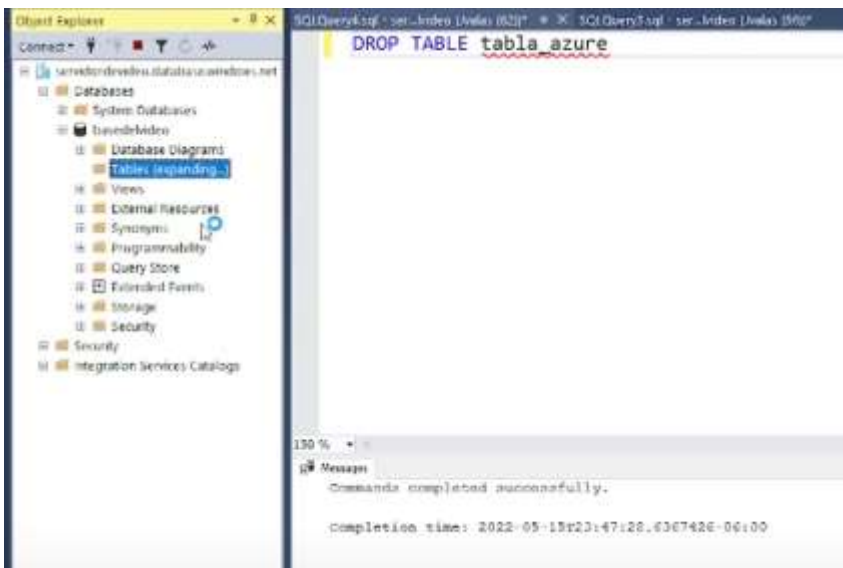 Object Explorer
Connect
servidordevideo.database.windows.net
Databases
System Databases
basedelvideo
Database Diagrams
Tables (expanding...)
Views
External Resources
Synonyms
Programmability
Query Store
Extended Events
Storage
Security
Security
Integration Services Catalogs
DROP TABLE tabla_azure
130 %
Messages
Commands completed successfully.
Completion time: 2022-05-15T23:47:28.6367426-06:00